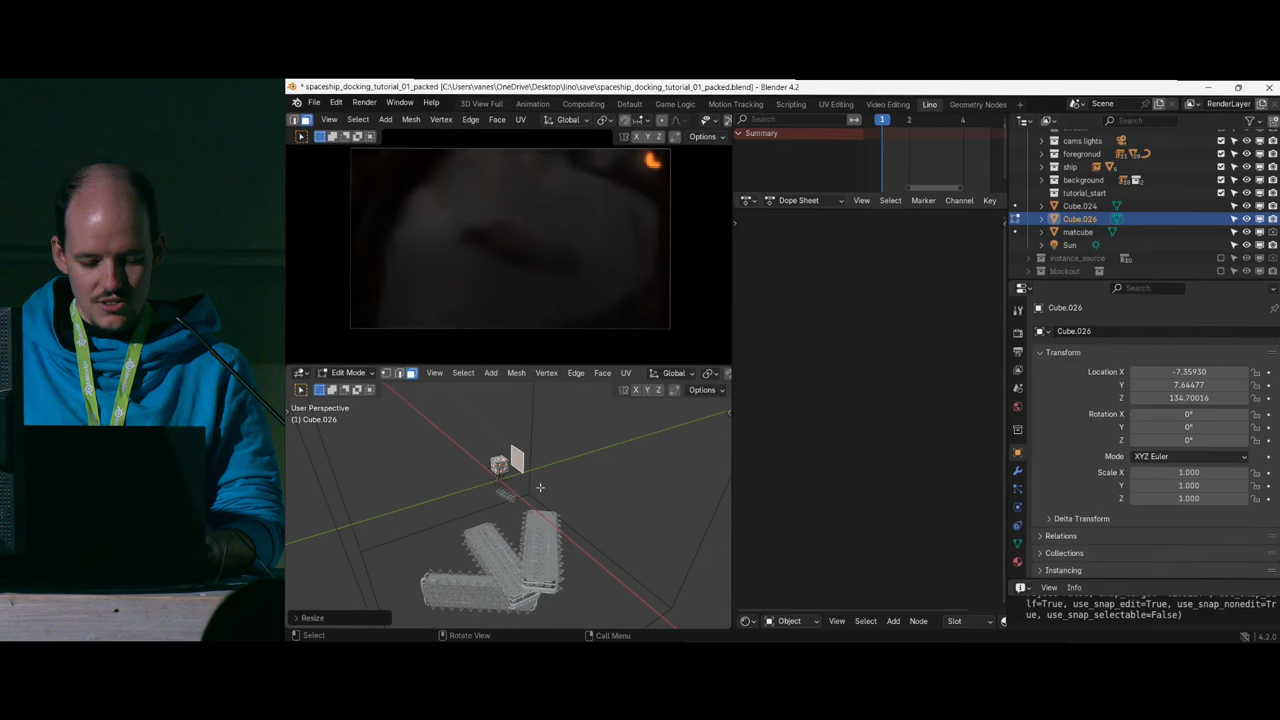 * spaceship_docking_tutorial_01_packed [C:\Users\vanes\OneDrive\Desktop\lino\save\spaceship_docking_tutorial_01_packed.blend] - Blender 4.2
File Edit Render Window Help
3D View Full Animation Compositing Default Game Logic Motion Tracking Scripting UV Editing Video Editing Lino Geometry Nodes
Scene RenderLayer
View Select Add Mesh Vertex Edge Face UV Global
X Y Z Options
Search
1 2 4
Summary
Dope Sheet View Select Marker Channel Key
Search
cams lights
foregronud
ship
background
tutorial_start
Cube.024
Cube.026
matcube
Sun
instance_source
blockout
Search
Cube.026
Cube.026
Transform
Location X -7.35930
Y 7.64477
Z 134.70016
Rotation X 0°
Y 0°
Z 0°
Mode XYZ Euler
Scale X 1.000
Y 1.000
Z 1.000
Delta Transform
Relations
Collections
Instancing
View Info
lf=True, use_snap_edit=True, use_snap_nonedit=Tr
ue, use_snap_selectable=False)
Edit Mode View Select Add Mesh Vertex Edge Face UV Global
X Y Z Options
User Perspective
(1) Cube.026
Resize
Object View Select Add Node Slot
Select Rotate View Call Menu
4.2.0